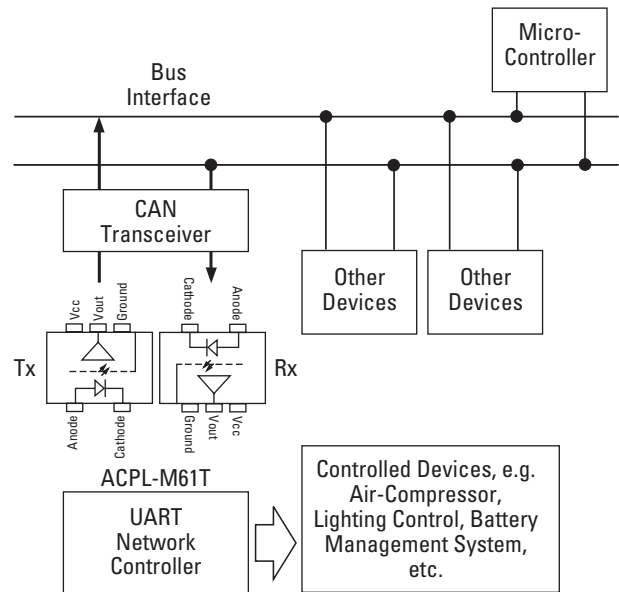 Micro-
Controller
Bus
Interface
CAN
Transceiver
Other
Devices
Other
Devices
Vcc
Vout
Ground
Cathode
Anode
Tx
Rx
Anode
Cathode
Ground
Vout
Vcc
ACPL-M61T
UART
Network
Controller
Controlled Devices, e.g.
Air-Compressor,
Lighting Control, Battery
Management System,
etc.